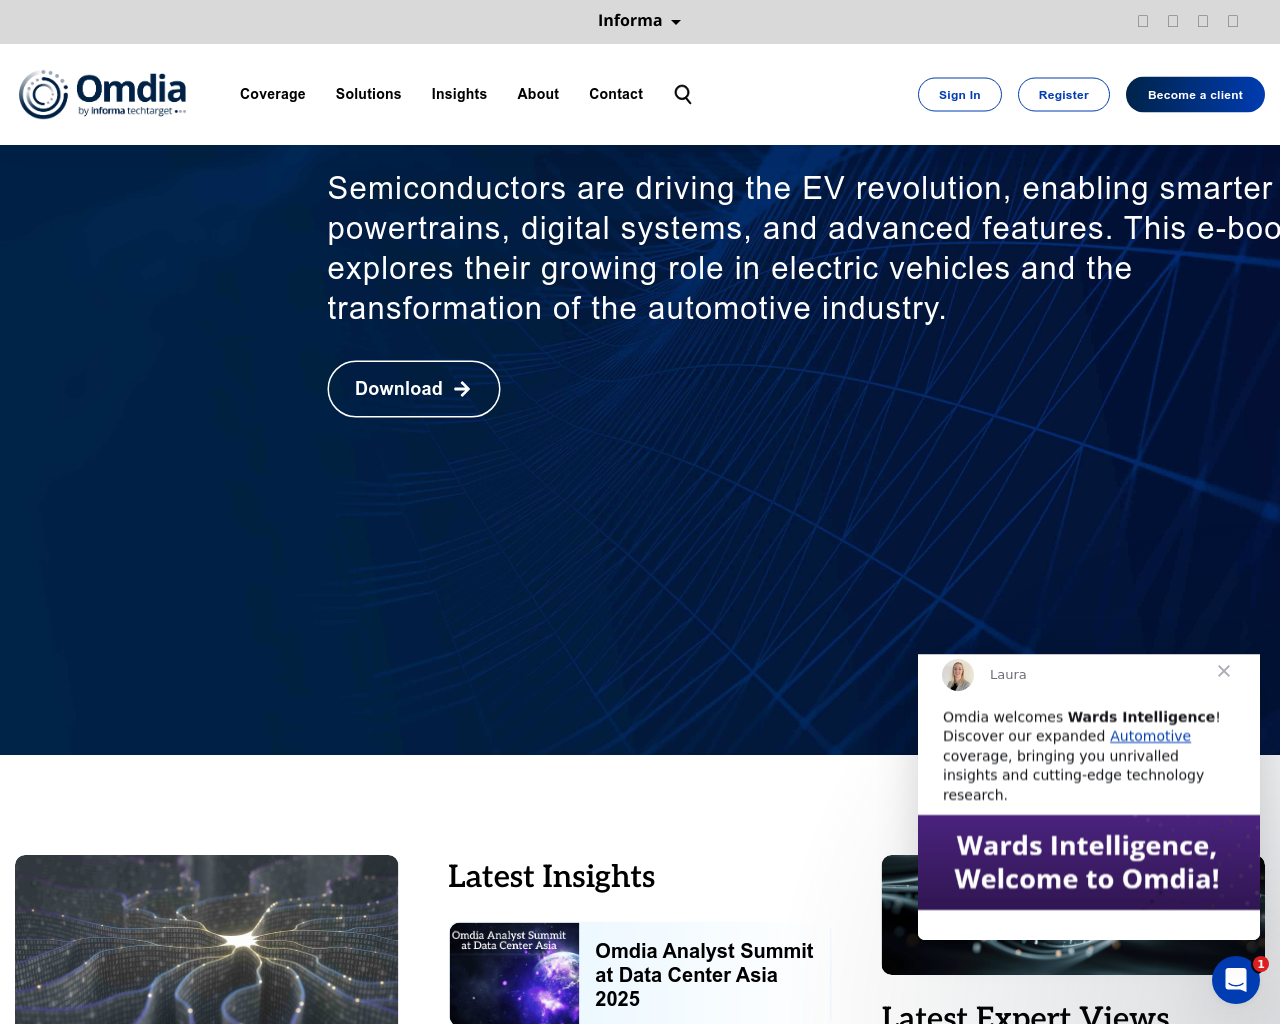 Informa
Omdia
by informa techtarget
Coverage
Solutions
Insights
About
Contact
Sign In
Register
Become a client
Semiconductors are driving the EV revolution, enabling smarter
powertrains, digital systems, and advanced features. This e-boo
explores their growing role in electric vehicles and the
transformation of the automotive industry.
Download
Laura
Omdia welcomes Wards Intelligence!
Discover our expanded Automotive
coverage, bringing you unrivalled
insights and cutting-edge technology
research.
Wards Intelligence,
Welcome to Omdia!
1
Latest Insights
Omdia Analyst Summit
at Data Center Asia
Omdia Analyst Summit
at Data Center Asia
2025
Latest Expert Views